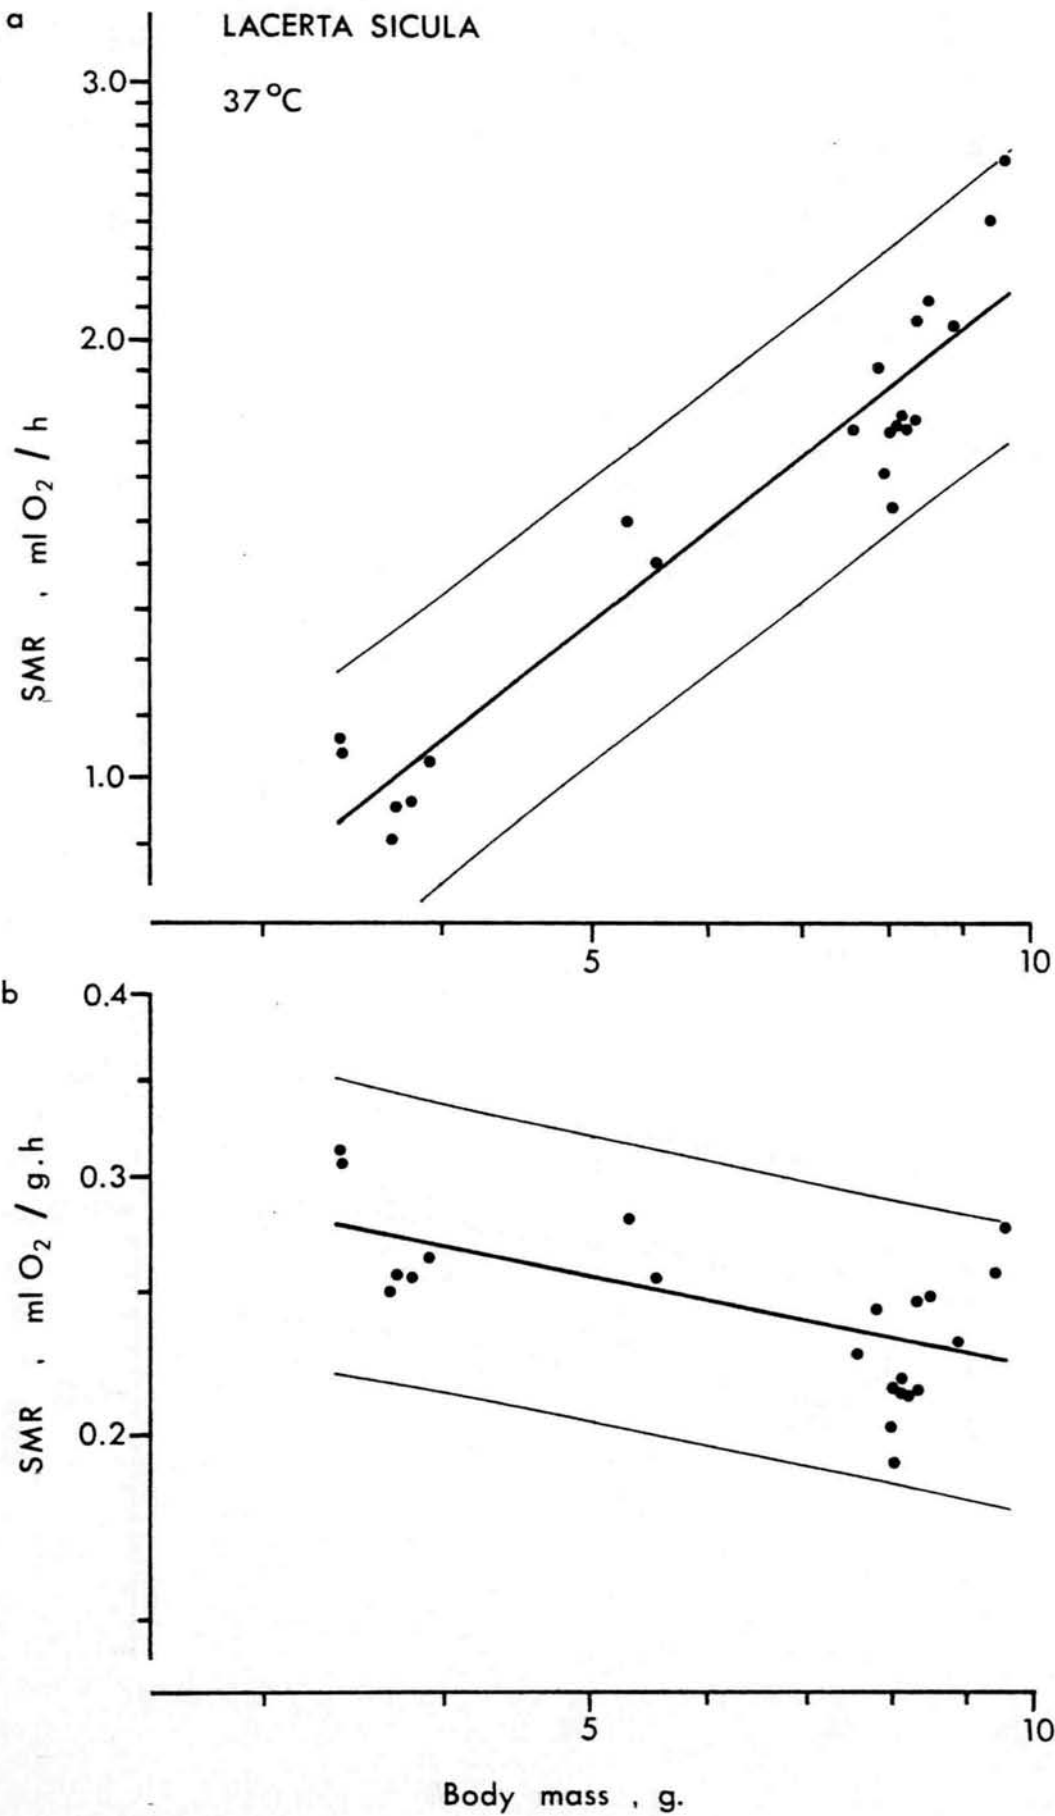 a
LACERTA SICULA
37°C
3.0
2.0
1.0
SMR , ml O₂ / h
5
10
b
0.4
0.3
0.2
SMR , ml O₂ / g.h
5
10
Body mass , g.